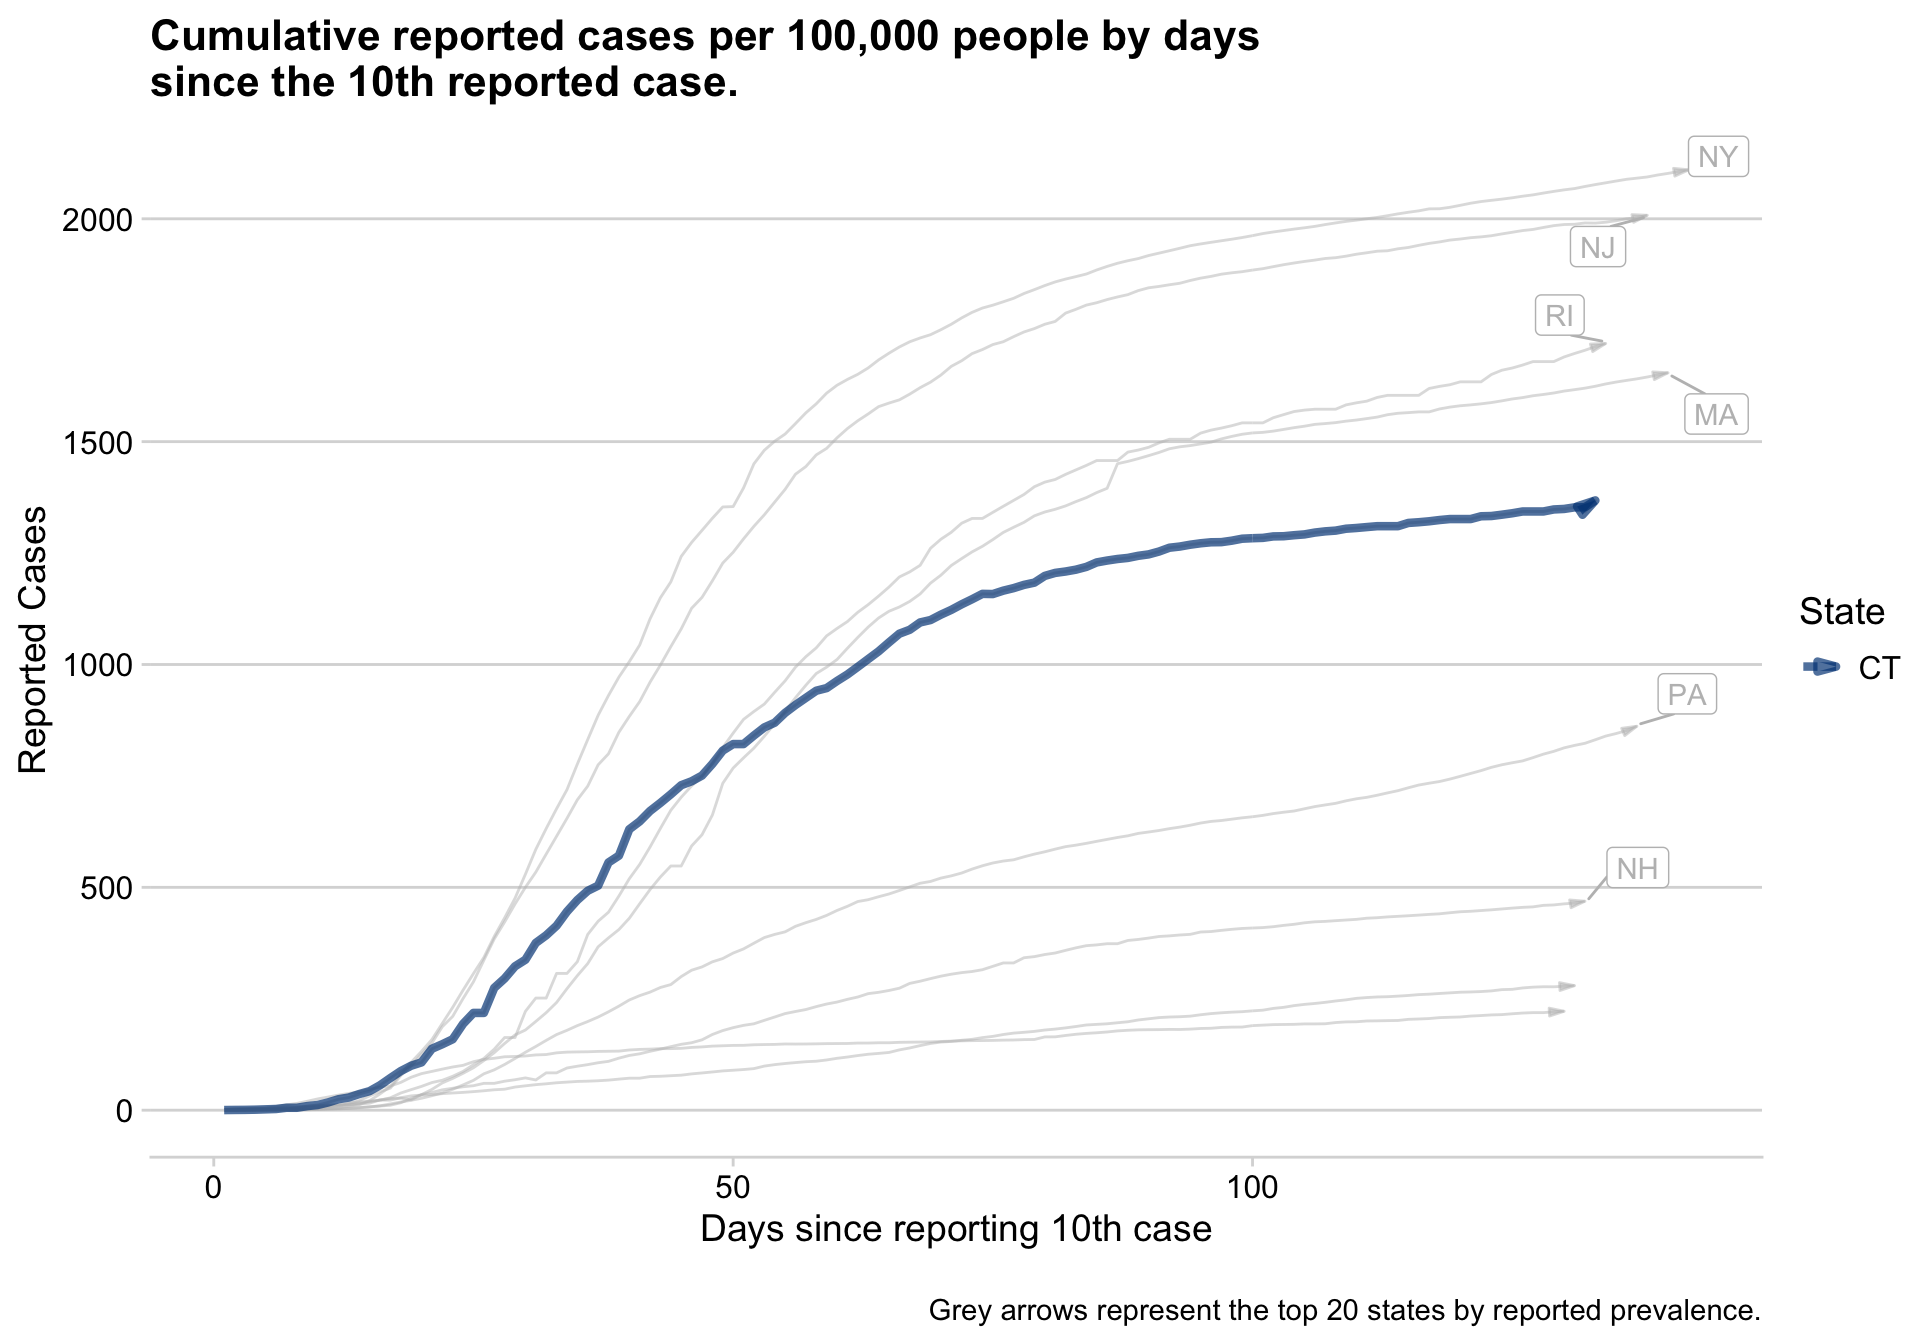 Cumulative reported cases per 100,000 people by days
since the 10th reported case.
NY
2000
NJ
RI
MA
1500
Reported Cases
State
CT
1000
PA
500
NH
0
0 50 100
Days since reporting 10th case
Grey arrows represent the top 20 states by reported prevalence.